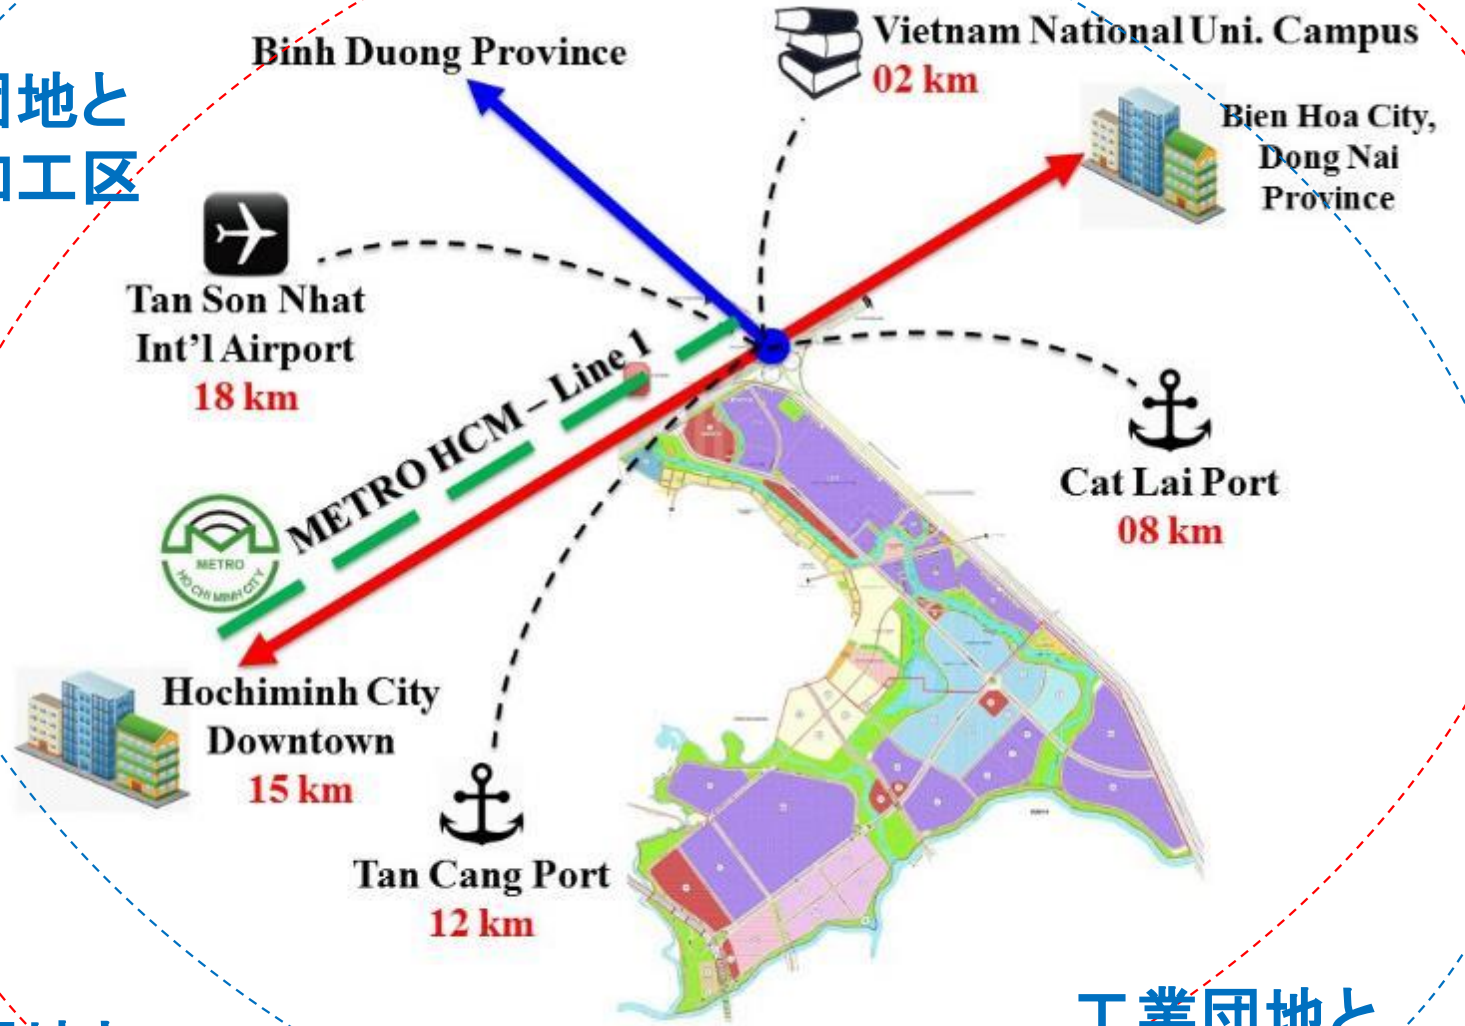 Binh Duong Province
Vietnam National Uni. Campus
02 km
Bien Hoa City,
Dong Nai
Province
地と
工区
Tan Son Nhat
Int'l Airport
18 km
METRO HCM – Line 1
Cat Lai Port
08 km
METRO
HO CHI MINH CITY
Hochiminh City
Downtown
15 km
Tan Cang Port
12 km
工業団地と